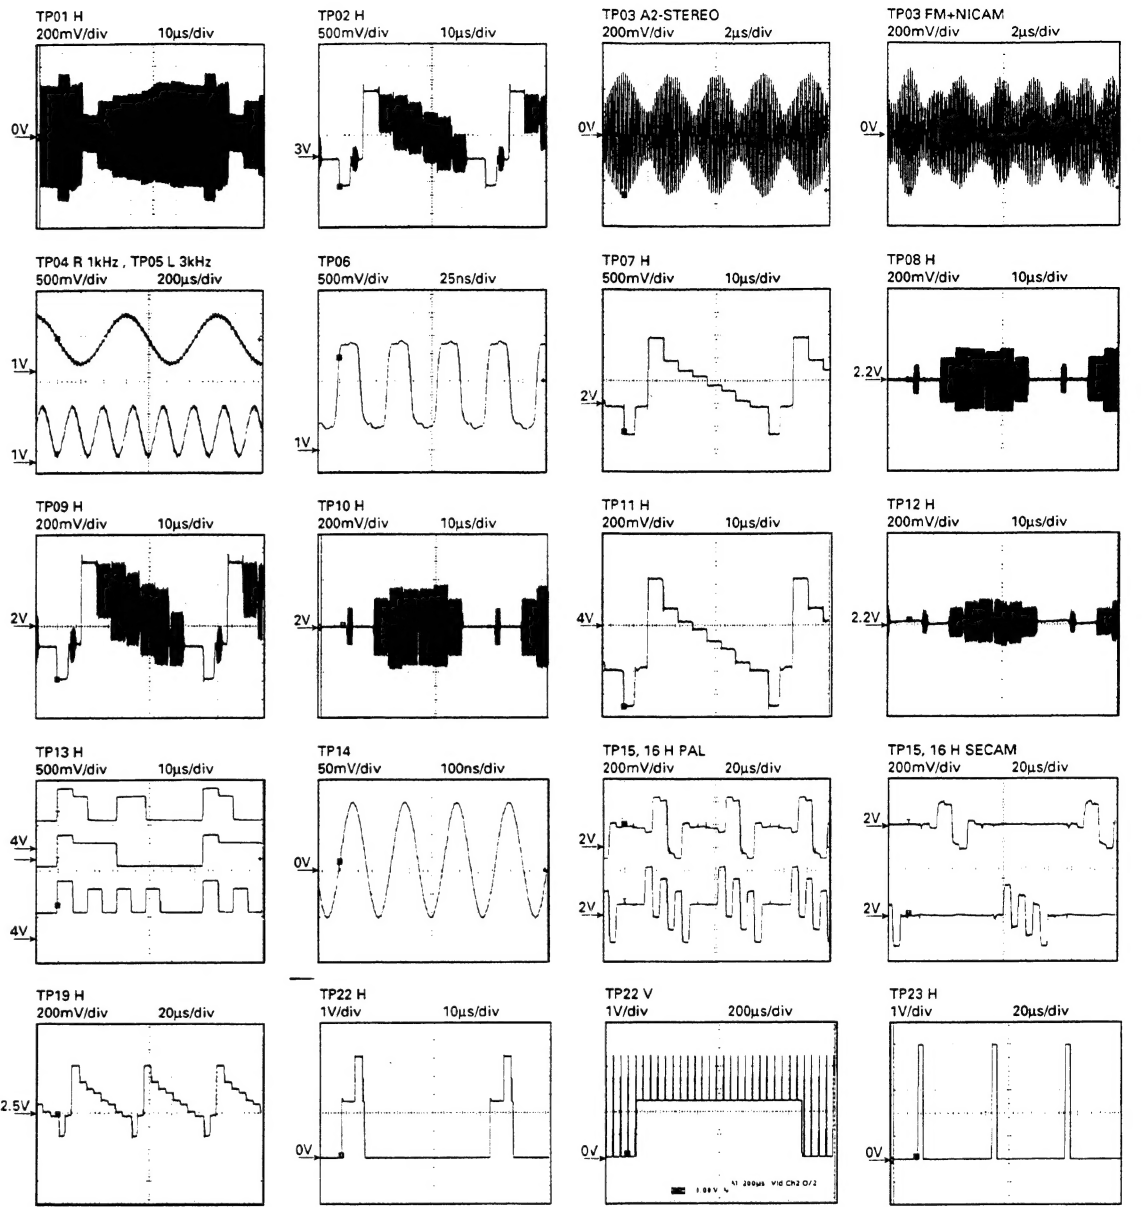 TP01 H
200mV/div 10µs/div
0V
TP02 H
500mV/div 10µs/div
3V
TP03 A2-STEREO
200mV/div 2µs/div
0V
TP03 FM+NICAM
200mV/div 2µs/div
0V
TP04 R 1kHz , TP05 L 3kHz
500mV/div 200µs/div
1V
1V
TP06
500mV/div 25ns/div
1V
TP07 H
500mV/div 10µs/div
2V
TP08 H
200mV/div 10µs/div
2.2V
TP09 H
200mV/div 10µs/div
2V
TP10 H
200mV/div 10µs/div
2V
TP11 H
200mV/div 10µs/div
4V
TP12 H
200mV/div 10µs/div
2.2V
TP13 H
500mV/div 10µs/div
4V
4V
TP14
50mV/div 100ns/div
0V
TP15, 16 H PAL
200mV/div 20µs/div
2V
2V
TP15, 16 H SECAM
200mV/div 20µs/div
2V
2V
TP19 H
200mV/div 20µs/div
2.5V
TP22 H
1V/div 10µs/div
0V
TP22 V
1V/div 200µs/div
0V
200µs Vid Ch2 0/2
TP23 H
1V/div 20µs/div
0V